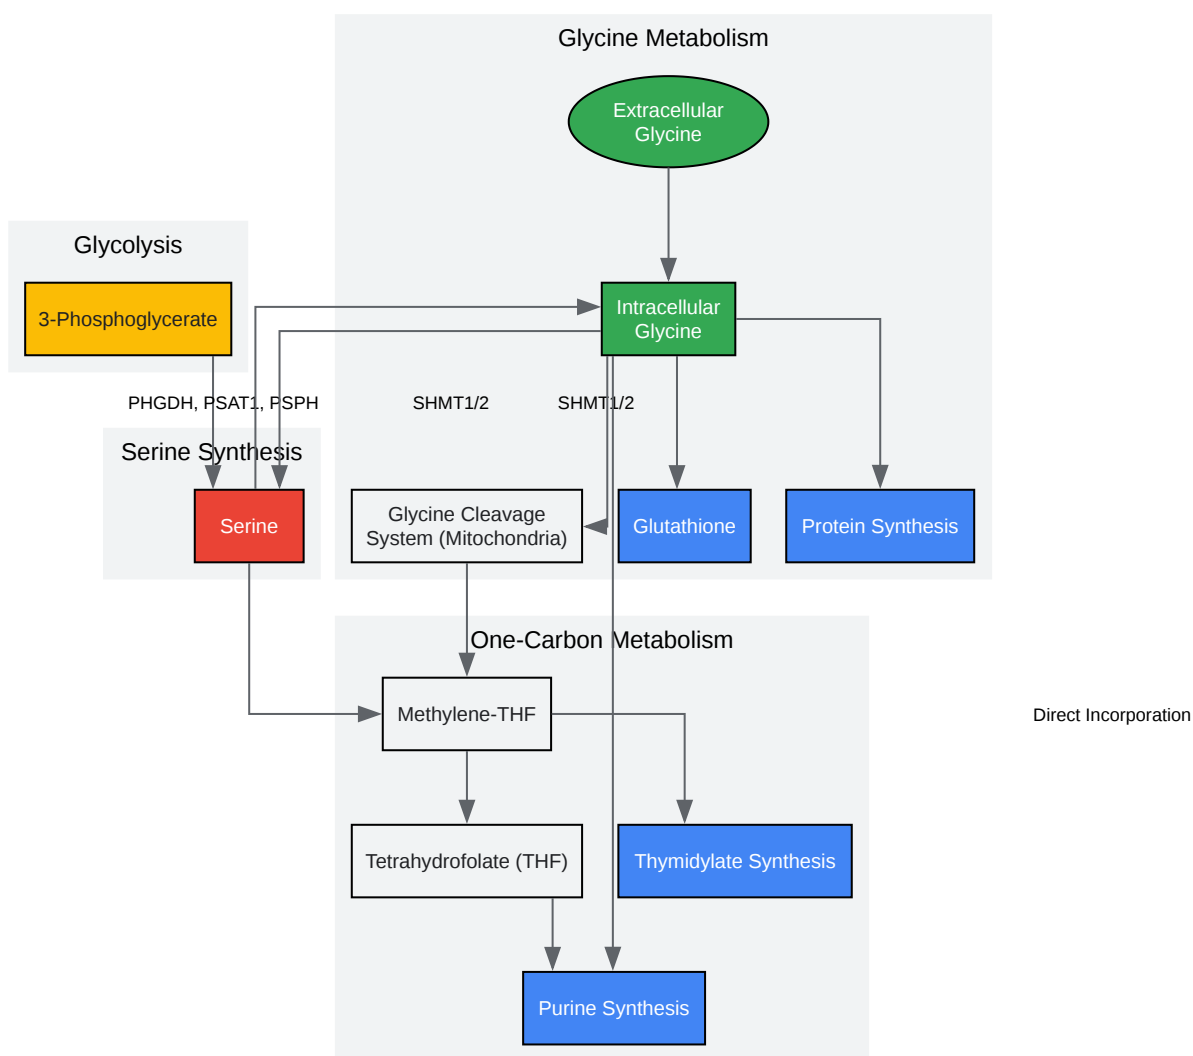 Glycine Metabolism
Extracellular
Glycine
Glycolysis
3-Phosphoglycerate
Intracellular
Glycine
PHGDH, PSAT1, PSPH
SHMT1/2
SHMT1/2
Serine Synthesis
Serine
Glycine Cleavage
System (Mitochondria)
Glutathione
Protein Synthesis
One-Carbon Metabolism
Methylene-THF
Direct Incorporation
Tetrahydrofolate (THF)
Thymidylate Synthesis
Purine Synthesis